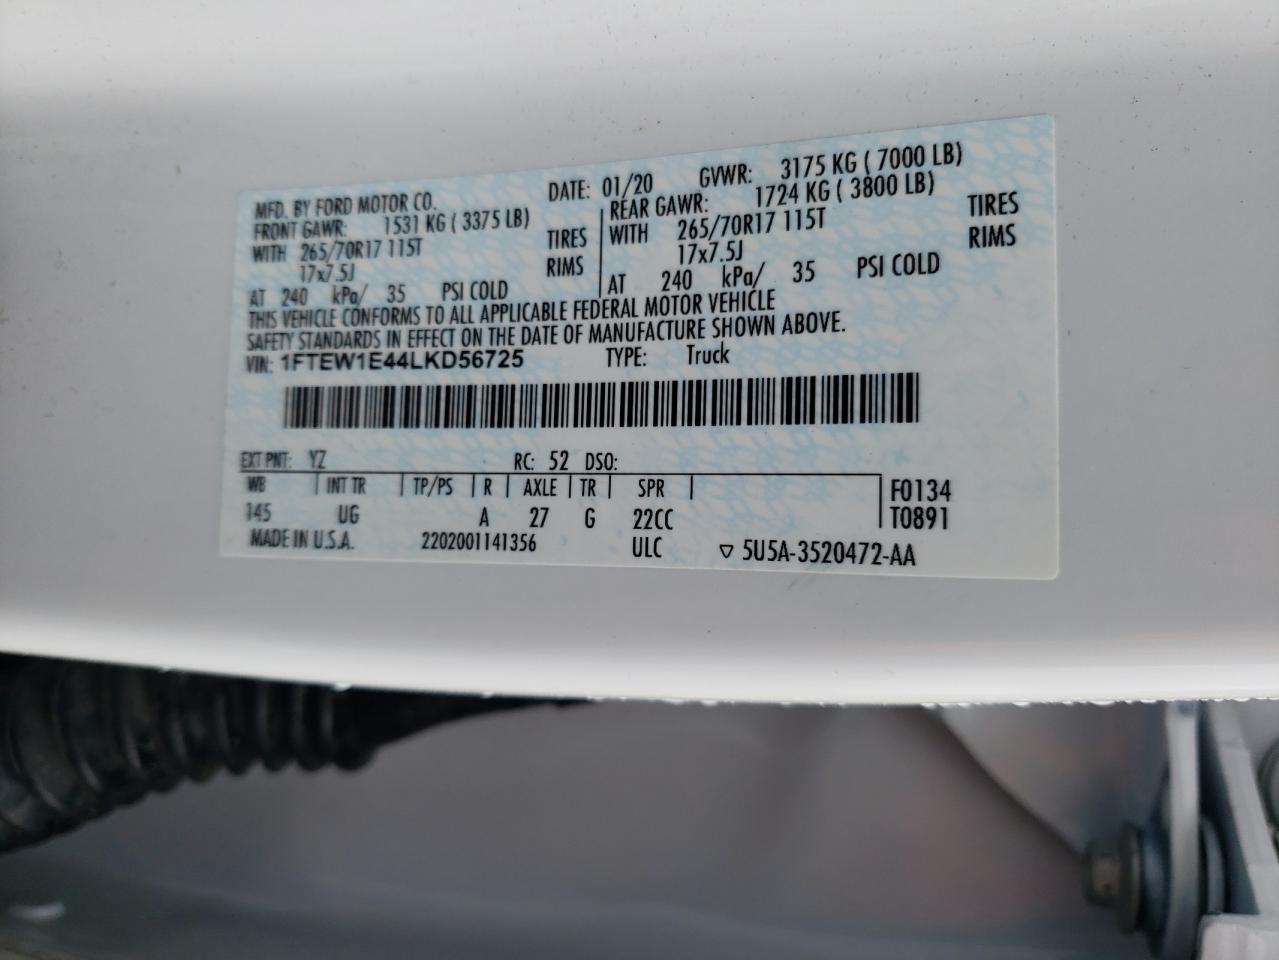 MFD. BY FORD MOTOR CO. DATE: 01/20 GVWR: 3175 KG ( 7000 LB)
FRONT GAWR: 1531 KG ( 3375 LB) REAR GAWR: 1724 KG ( 3800 LB)
WITH 265/70R17 115T TIRES WITH 265/70R17 115T TIRES
17x7.5J RIMS 17x7.5J RIMS
AT 240 kPa/ 35 PSI COLD AT 240 kPa/ 35 PSI COLD
THIS VEHICLE CONFORMS TO ALL APPLICABLE FEDERAL MOTOR VEHICLE
SAFETY STANDARDS IN EFFECT ON THE DATE OF MANUFACTURE SHOWN ABOVE.
VIN: 1FTEW1E44LKD56725 TYPE: Truck
EXT PNT: YZ RC: 52 DSO:
WB INT TR TP/PS R AXLE TR SPR F0134
145 UG A 27 G 22CC T0891
MADE IN U.S.A. 2202001141356 ULC ▽ 5U5A-3520472-AA